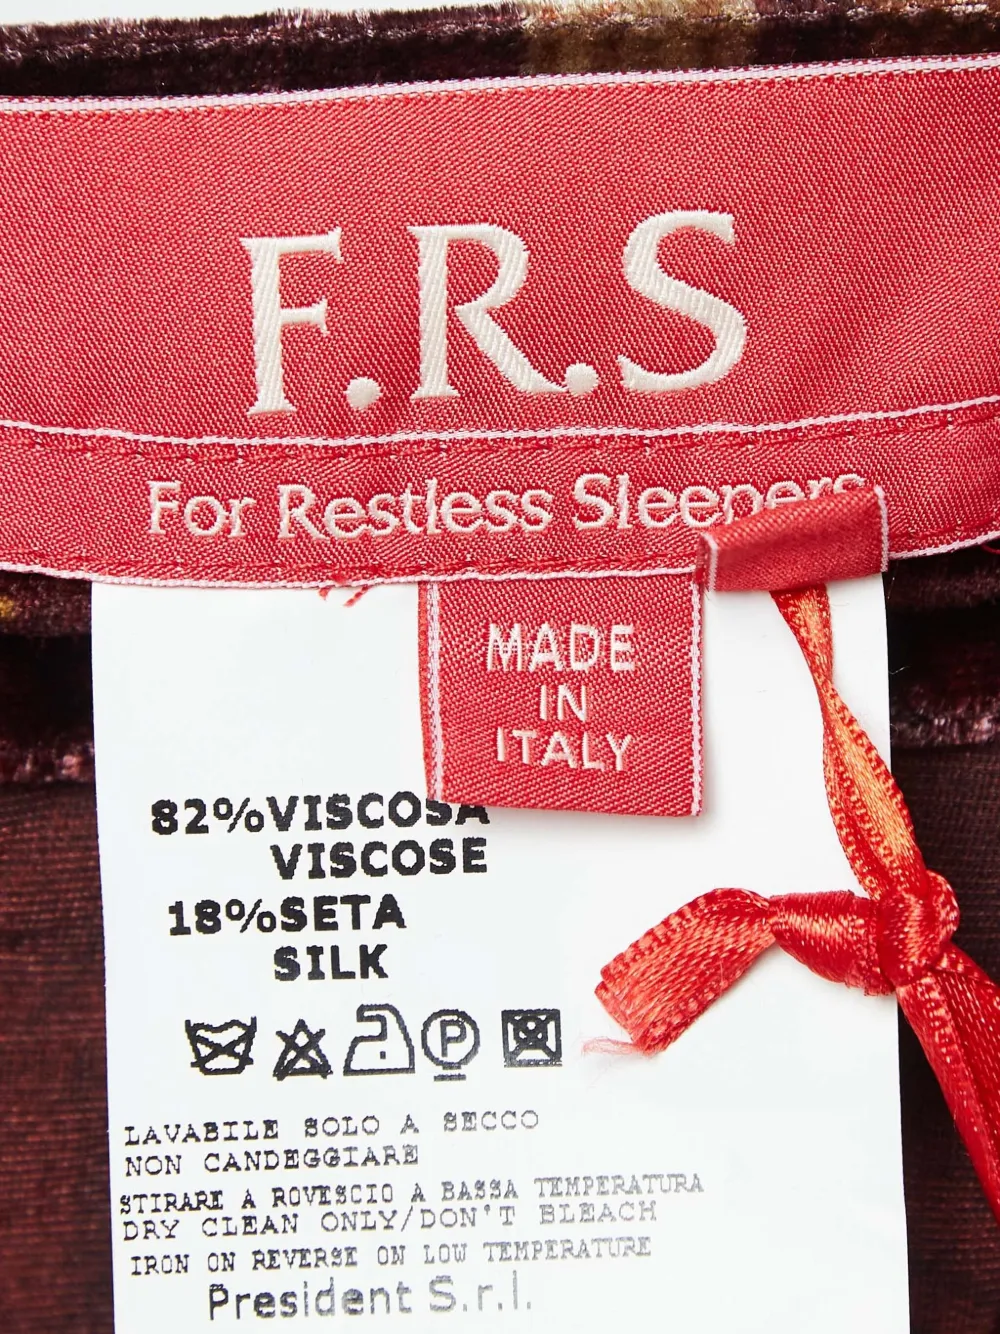 F.R.S
For Restless Sleepers
MADE
IN
ITALY
82%VISCOSA
VISCOSE
18%SETA
SILK
P
LAVABILE SOLO A SECCO
NON CANDEGGIARE
STIRARE A ROVESCIO A BASSA TEMPERATURA
DRY CLEAN ONLY/DON'T BLEACH
IRON ON REVERSE ON LOW TEMPERATURE
President S.r.l.